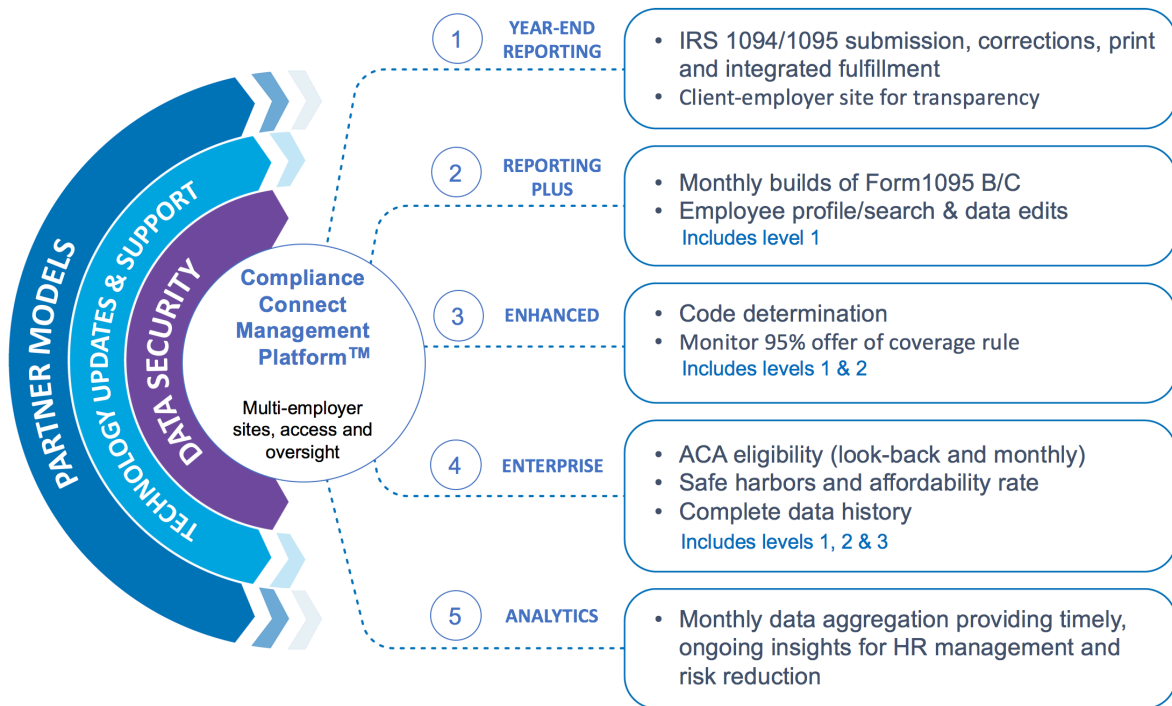 PARTNER MODELS
TECHNOLOGY UPDATES & SUPPORT
DATA SECURITY
Compliance
Connect
Management
Platform™
Multi-employer
sites, access and
oversight
1
YEAR-END
REPORTING
• IRS 1094/1095 submission, corrections, print
and integrated fulfillment
• Client-employer site for transparency
2
REPORTING
PLUS
• Monthly builds of Form1095 B/C
• Employee profile/search & data edits
Includes level 1
3
ENHANCED
• Code determination
• Monitor 95% offer of coverage rule
Includes levels 1 & 2
4
ENTERPRISE
• ACA eligibility (look-back and monthly)
• Safe harbors and affordability rate
• Complete data history
Includes levels 1, 2 & 3
5
ANALYTICS
• Monthly data aggregation providing timely,
ongoing insights for HR management and
risk reduction